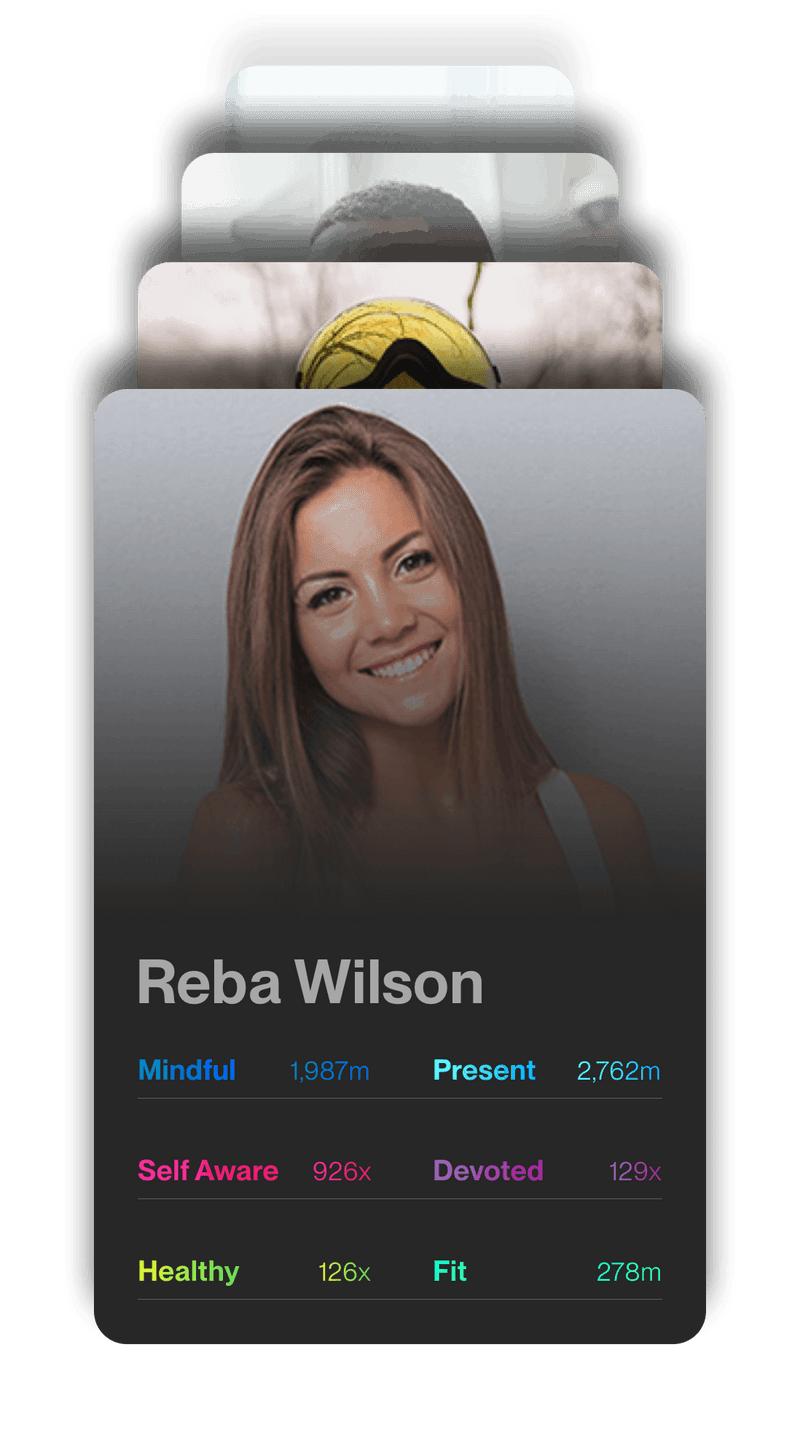 Reba Wilson
Mindful 1,987m Present 2,762m
Self Aware 926x Devoted 129x
Healthy 126x Fit 278m